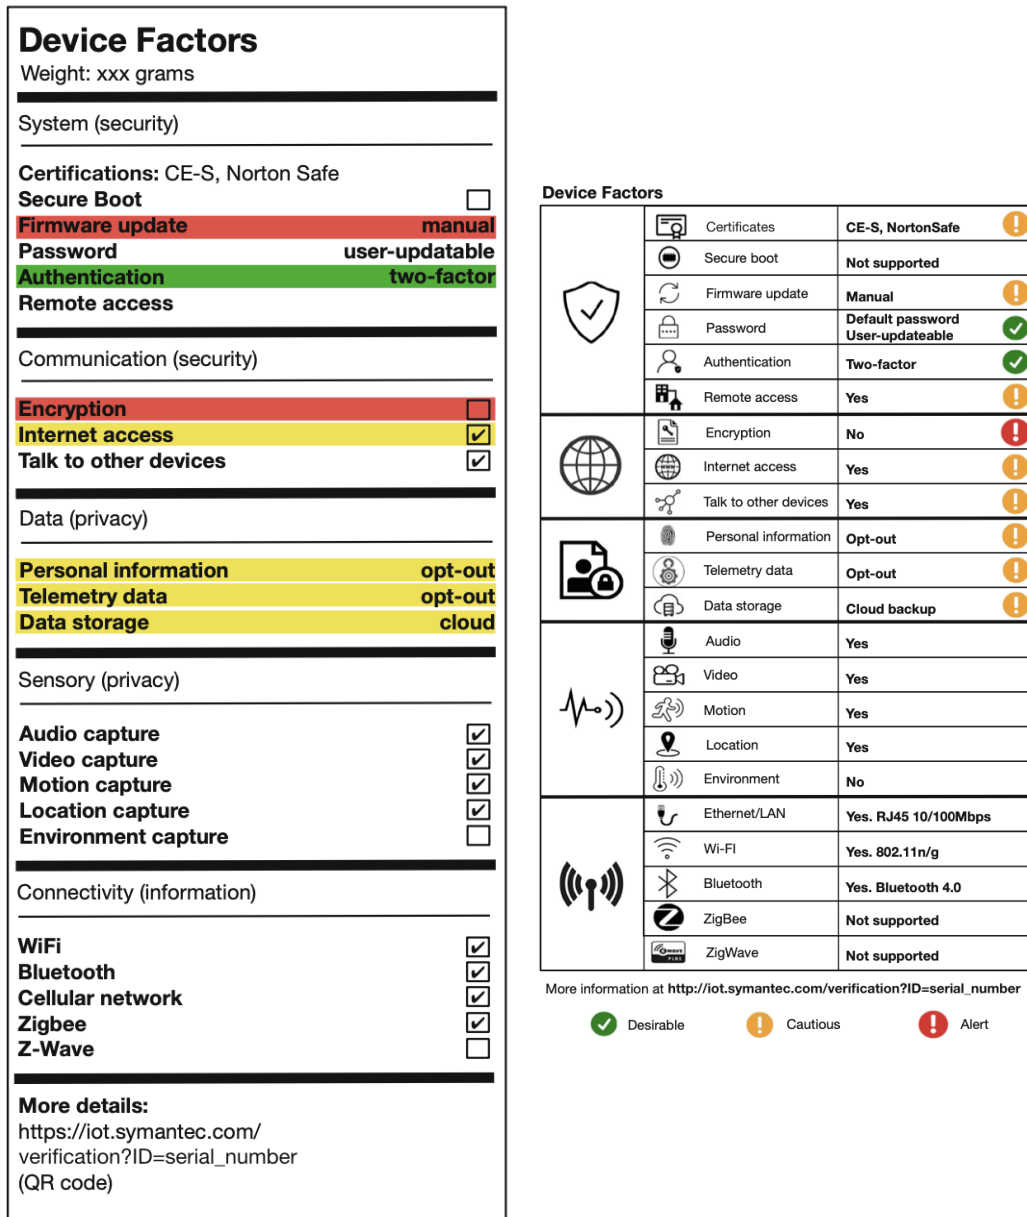 Device Factors
Weight: xxx grams
System (security)
Certifications: CE-S, Norton Safe
Secure Boot
Firmware update manual
Password user-updatable
Authentication two-factor
Remote access
Communication (security)
Encryption
Internet access
Talk to other devices
Data (privacy)
Personal information opt-out
Telemetry data opt-out
Data storage cloud
Sensory (privacy)
Audio capture
Video capture
Motion capture
Location capture
Environment capture
Connectivity (information)
WiFi
Bluetooth
Cellular network
Zigbee
Z-Wave
More details:
https://iot.symantec.com/
verification?ID=serial_number
(QR code)
Device Factors
Certificates CE-S, NortonSafe
Secure boot Not supported
Firmware update Manual
Password Default password
User-updateable
Authentication Two-factor
Remote access Yes
Encryption No
WWW
Internet access Yes
Talk to other devices Yes
Personal information Opt-out
Telemetry data Opt-out
Data storage Cloud backup
Audio Yes
Video Yes
Motion Yes
Location Yes
Environment No
Ethernet/LAN Yes. RJ45 10/100Mbps
Wi-FI Yes. 802.11n/g
Bluetooth Yes. Bluetooth 4.0
ZigBee Not supported
ZigWave Not supported
More information at http://iot.symantec.com/verification?ID=serial_number
Desirable Cautious Alert